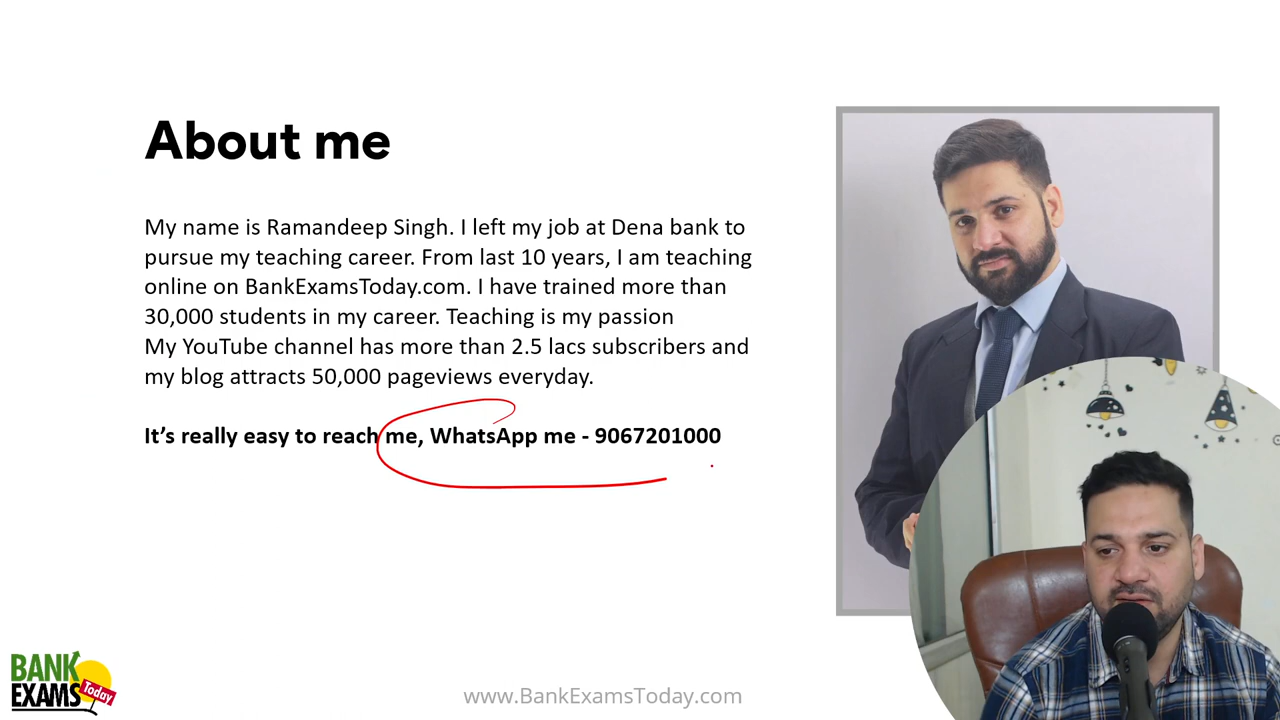 About me
My name is Ramandeep Singh. I left my job at Dena bank to
pursue my teaching career. From last 10 years, I am teaching
online on BankExamsToday.com. I have trained more than
30,000 students in my career. Teaching is my passion
My YouTube channel has more than 2.5 lacs subscribers and
my blog attracts 50,000 pageviews everyday.
It’s really easy to reach me, WhatsApp me - 9067201000
BANK
EXAMS Today
www.BankExamsToday.com